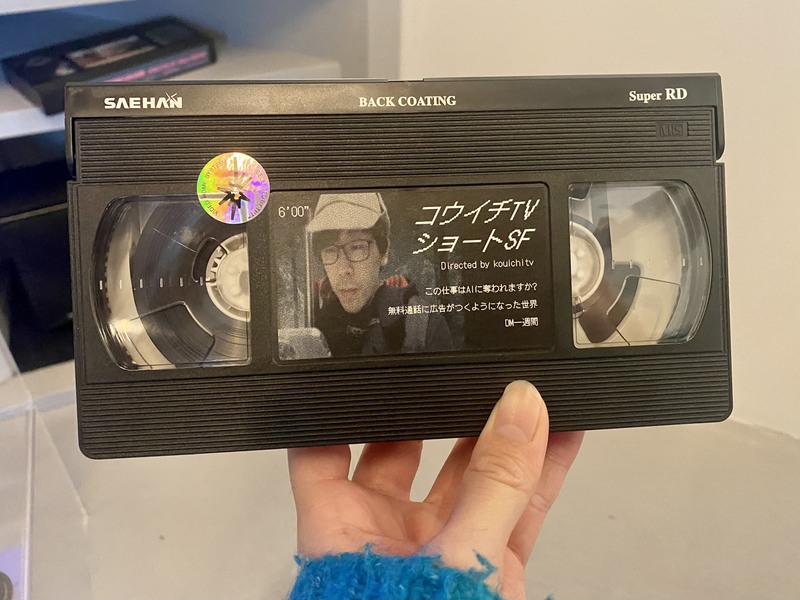 SAEHAN
BACK COATING
Super RD
VHS
6'00"
コウイチTV
ショートSF
Directed by kouichitv
この仕事はAIに奪われますか?
無料通話に広告がつくようになった世界
DM一週間